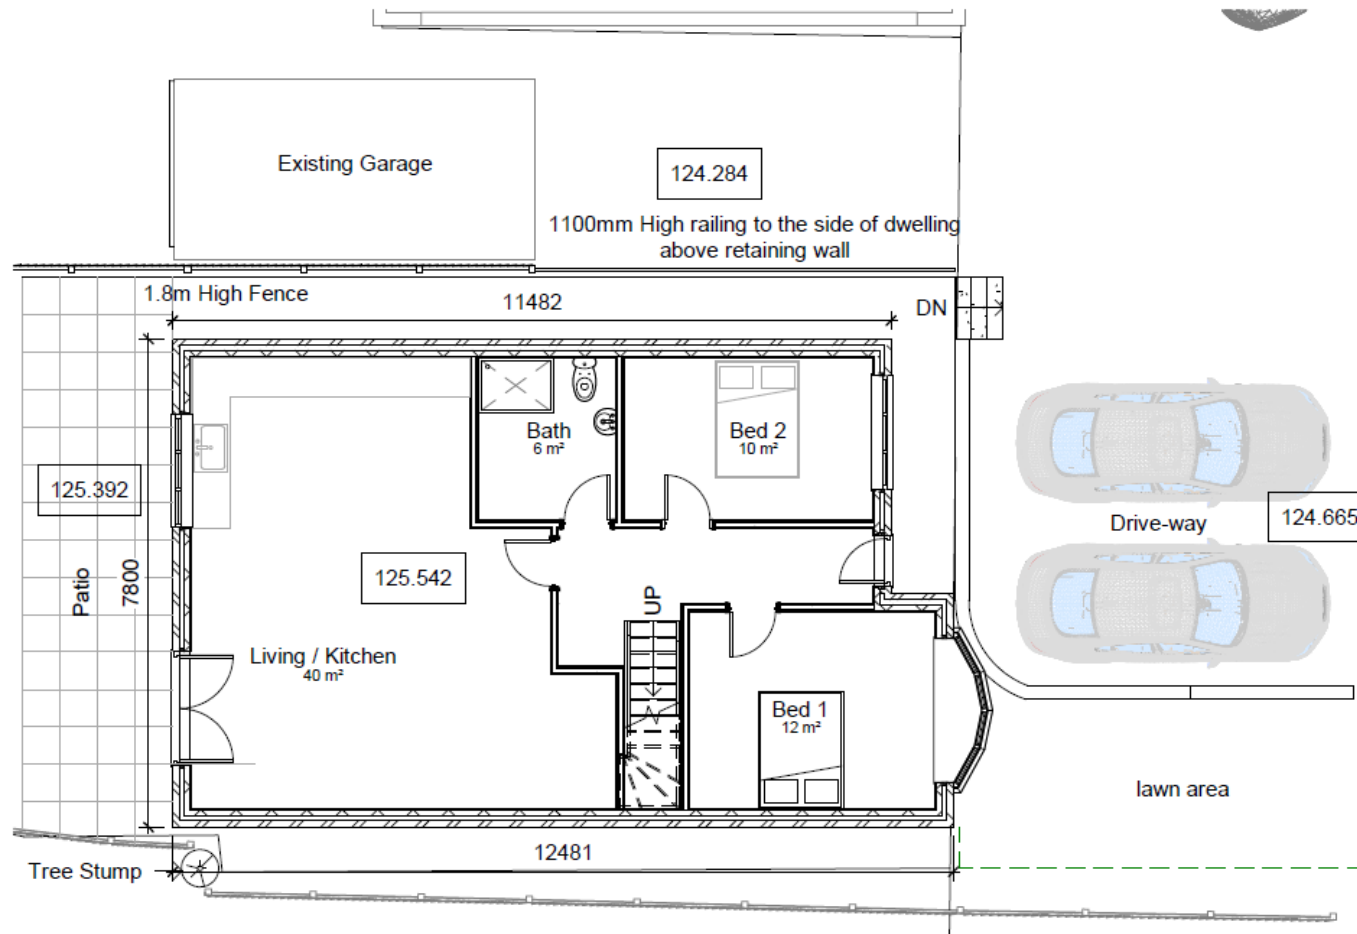 Existing Garage
124.284
1100mm High railing to the side of dwelling
above retaining wall
1.8m High Fence
11482
DN
Bath
6 m²
Bed 2
10 m²
125.392
Drive-way
124.665
Patio
7800
125.542
UP
Living / Kitchen
40 m²
Bed 1
12 m²
lawn area
12481
Tree Stump